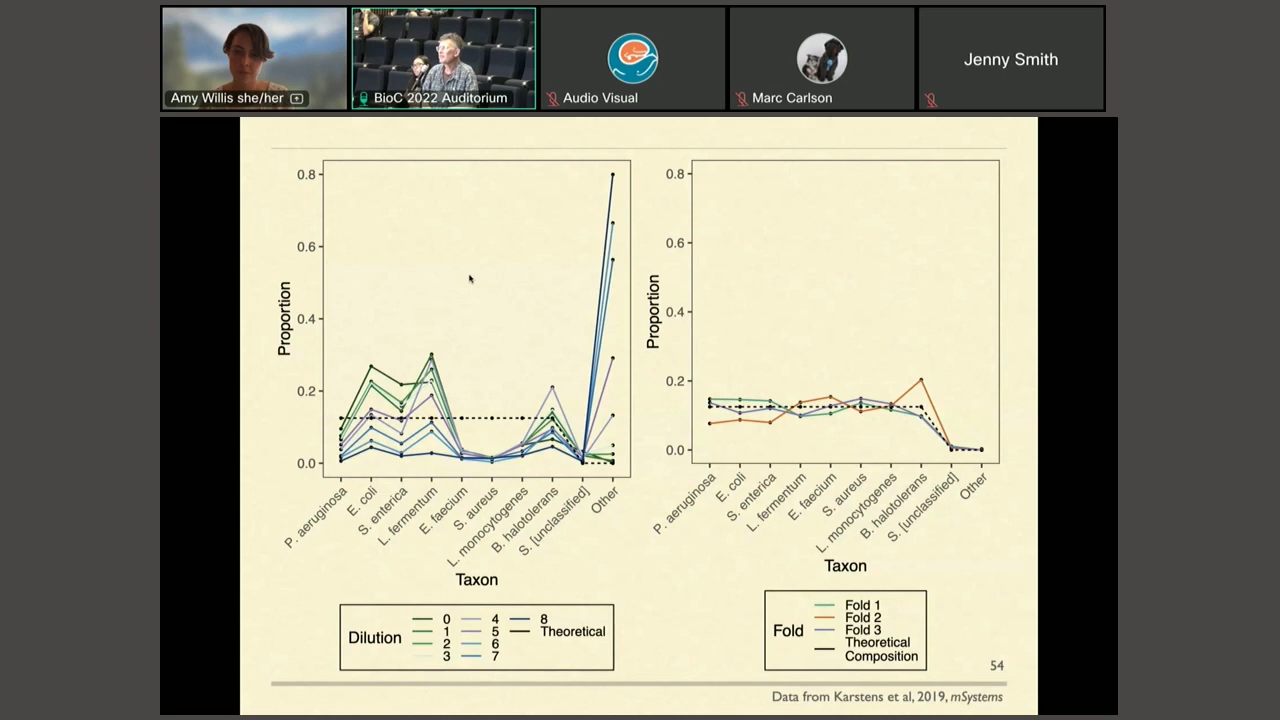 Amy Willis she/her
BioC 2022 Auditorium
Audio Visual
Marc Carlson
Jenny Smith
0.8
0.6
0.4
0.2
0.0
Proportion
P. aeruginosa
E. coli
S. enterica
L. fermentum
E. faecium
S. aureus
L. monocytogenes
B. halotolerans
S. [unclassified]
Other
Taxon
Dilution
0
1
2
3
4
5
6
7
8
Theoretical
0.8
0.6
0.4
0.2
0.0
Proportion
P. aeruginosa
E. coli
S. enterica
L. fermentum
E. faecium
S. aureus
L. monocytogenes
B. halotolerans
S. [unclassified]
Other
Taxon
Fold
Fold 1
Fold 2
Fold 3
Theoretical
Composition
54
Data from Karstens et al, 2019, mSystems